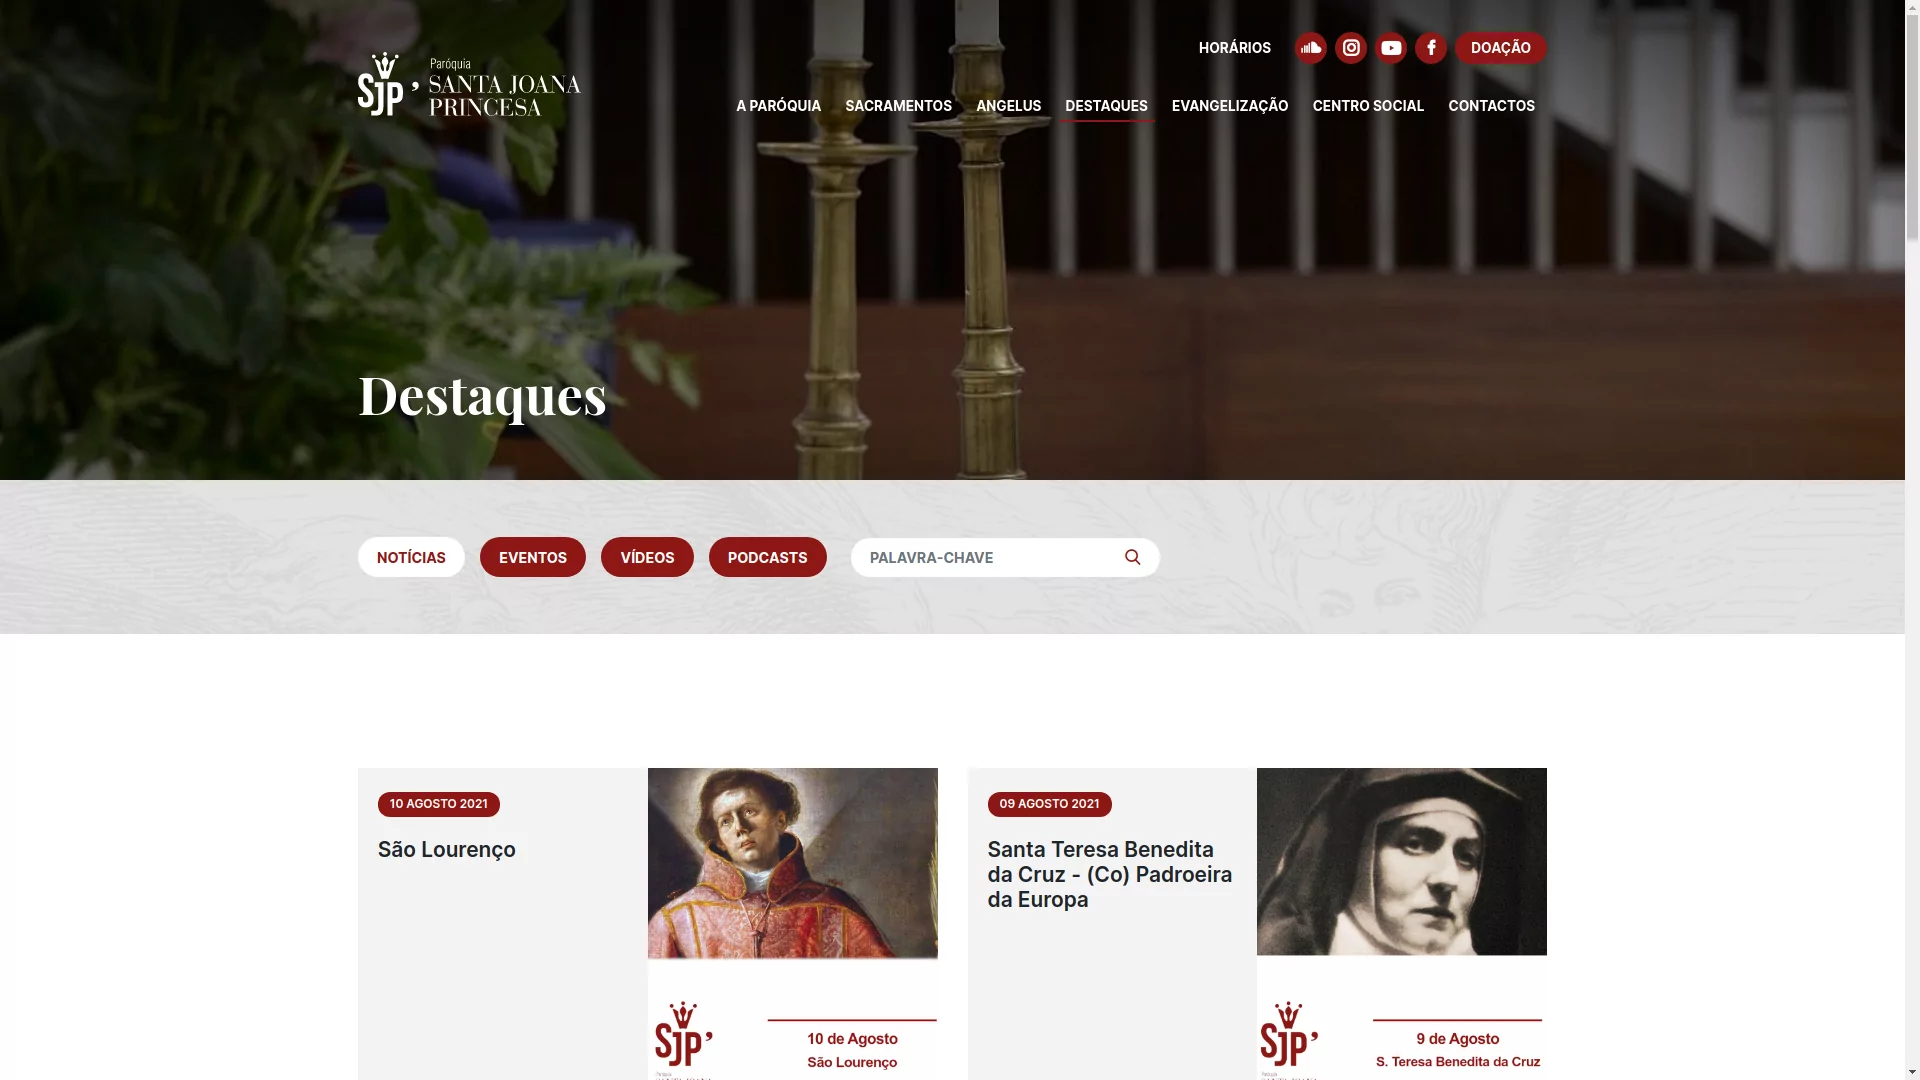 HORÁRIOS
DOAÇÃO
SJP’
Paróquia
SANTA JOANA
PRINCESA
A PARÓQUIA SACRAMENTOS ANGELUS DESTAQUES EVANGELIZAÇÃO CENTRO SOCIAL CONTACTOS
Destaques
NOTÍCIAS EVENTOS VÍDEOS PODCASTS PALAVRA-CHAVE
10 AGOSTO 2021
São Lourenço
SJP’
10 de Agosto
São Lourenço
09 AGOSTO 2021
Santa Teresa Benedita
da Cruz - (Co) Padroeira
da Europa
SJP’
9 de Agosto
S. Teresa Benedita da Cruz